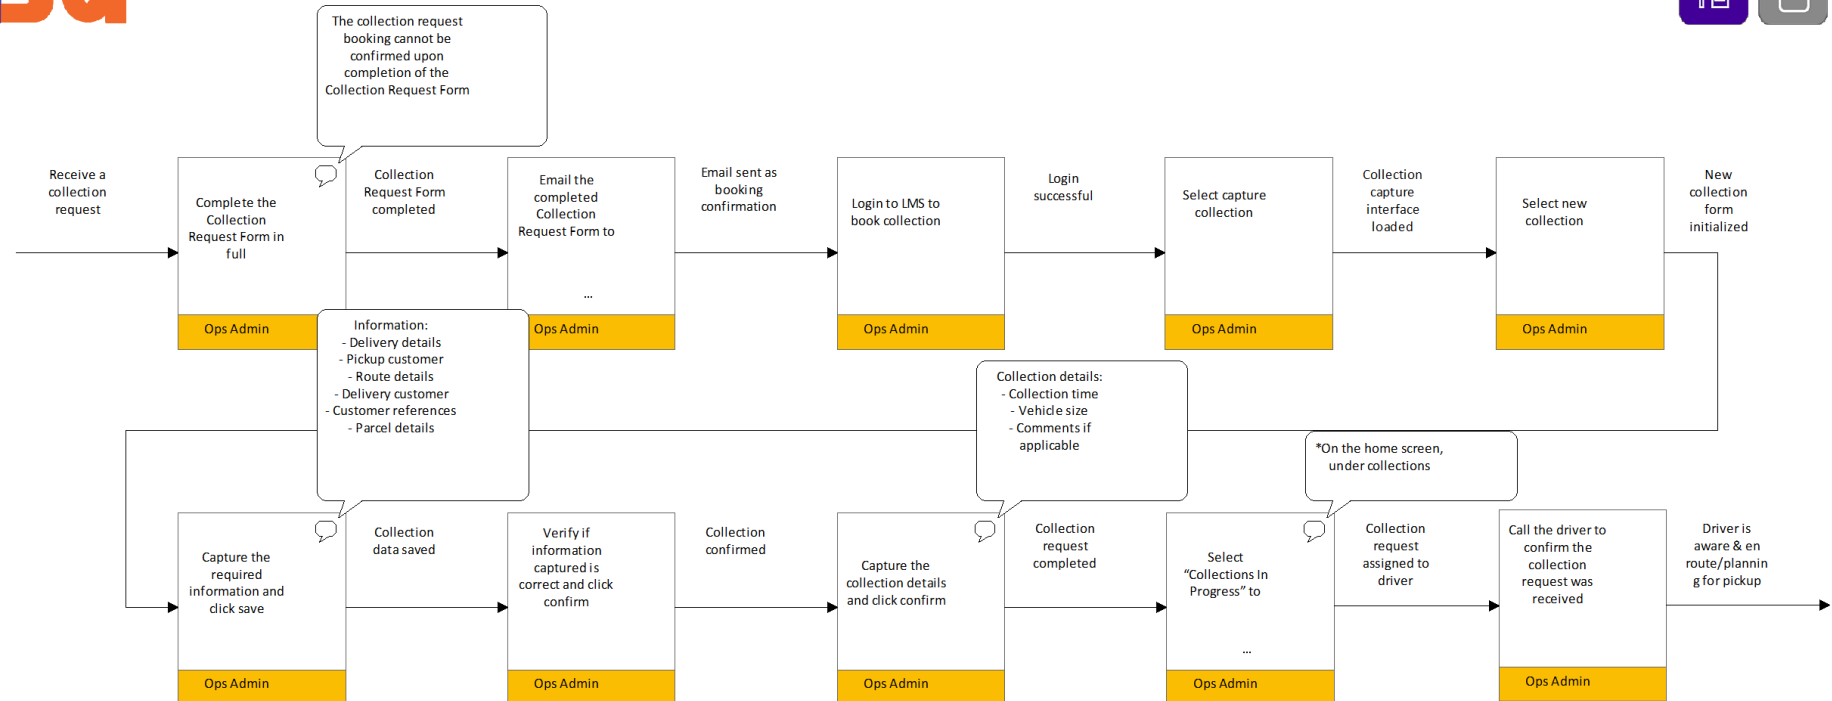 The collection request
booking cannot be
confirmed upon
completion of the
Collection Request Form
Receive a
collection
request
Complete the
Collection
Request Form in
full
Ops Admin
Collection
Request Form
completed
Email the
completed
Collection
Request Form to
...
Ops Admin
Email sent as
booking
confirmation
Login to LMS to
book collection
Ops Admin
Login
successful
Select capture
collection
Ops Admin
Collection
capture
interface
loaded
Select new
collection
Ops Admin
New
collection
form
initialized
Information:
- Delivery details
- Pickup customer
- Route details
- Delivery customer
- Customer references
- Parcel details
Collection details:
- Collection time
- Vehicle size
- Comments if
applicable
*On the home screen,
under collections
Capture the
required
information and
click save
Ops Admin
Collection
data saved
Verify if
information
captured is
correct and click
confirm
Ops Admin
Collection
confirmed
Capture the
collection details
and click confirm
Ops Admin
Collection
request
completed
Select
“Collections In
Progress” to
...
Ops Admin
Collection
request
assigned to
driver
Call the driver to
confirm the
collection
request was
received
Ops Admin
Driver is
aware & en
route/plannin
g for pickup